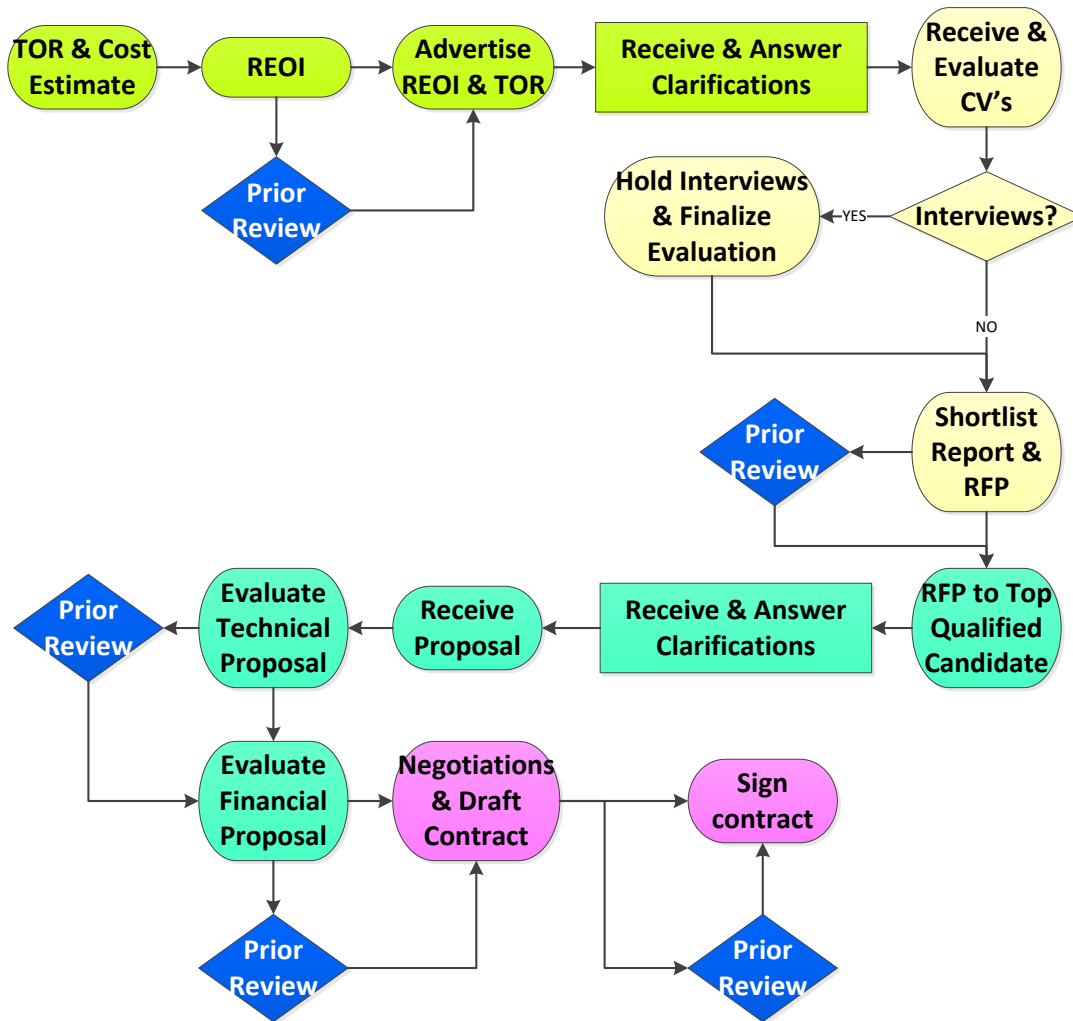 TOR & Cost
Estimate
REOI
Advertise
REOI & TOR
Receive & Answer
Clarifications
Receive &
Evaluate
CV’s
Prior
Review
Hold Interviews
& Finalize
Evaluation
YES
Interviews?
NO
Prior
Review
Shortlist
Report &
RFP
Prior
Review
Evaluate
Technical
Proposal
Receive
Proposal
Receive & Answer
Clarifications
RFP to Top
Qualified
Candidate
Evaluate
Financial
Proposal
Negotiations
& Draft
Contract
Sign
contract
Prior
Review
Prior
Review